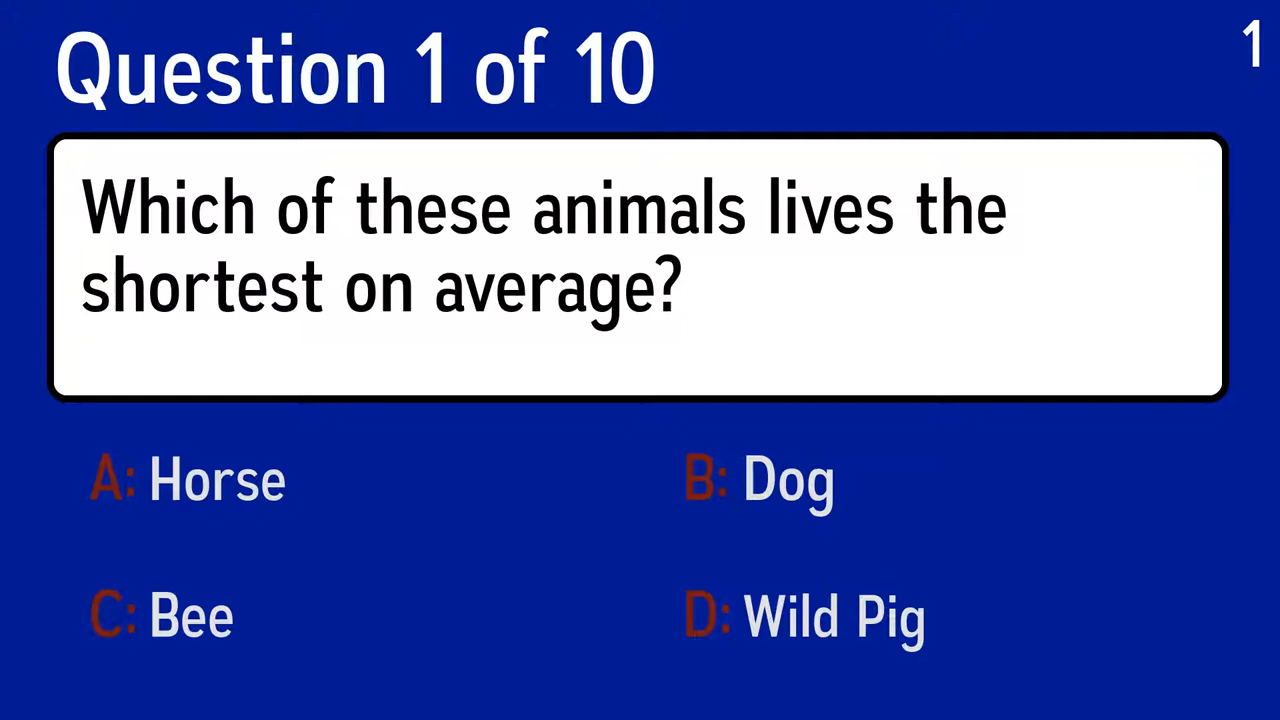 Question 1 of 10
1
Which of these animals lives the
shortest on average?
A: Horse
B: Dog
C: Bee
D: Wild Pig